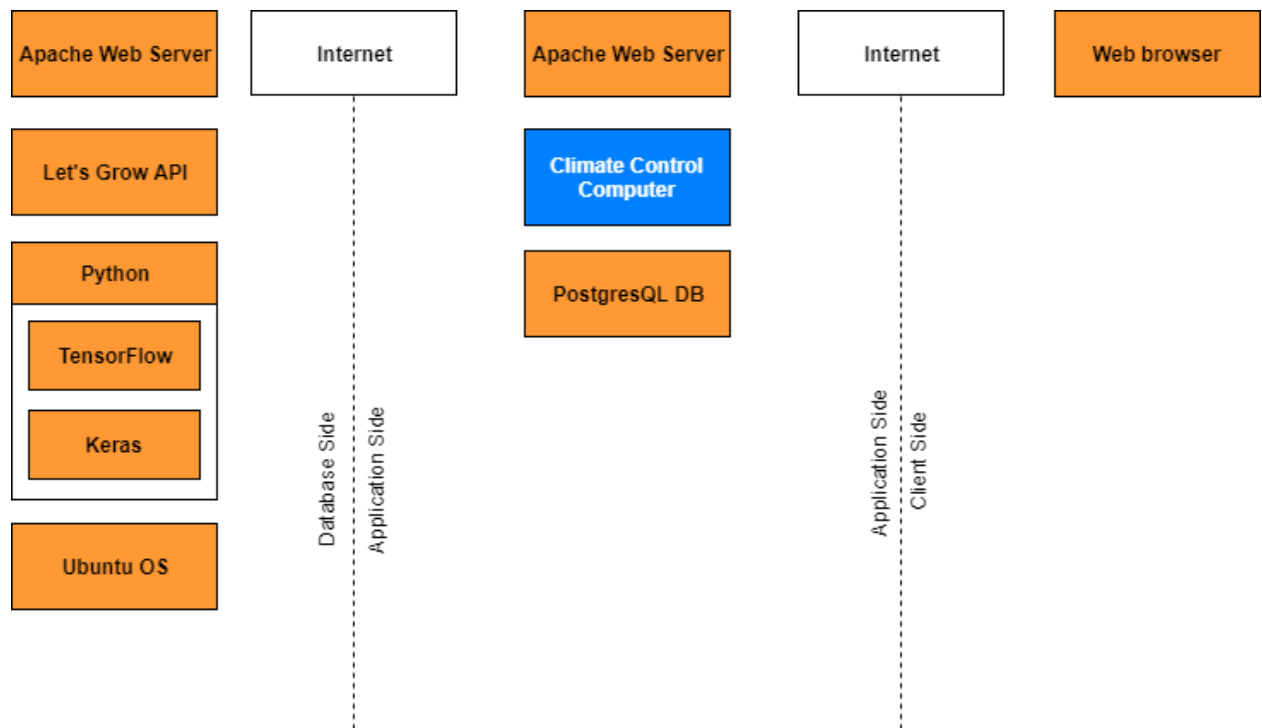 Apache Web Server
Internet
Apache Web Server
Internet
Web browser
Let's Grow API
Climate Control
Computer
Python
PostgresQL DB
TensorFlow
Keras
Database Side
Application Side
Application Side
Client Side
Ubuntu OS